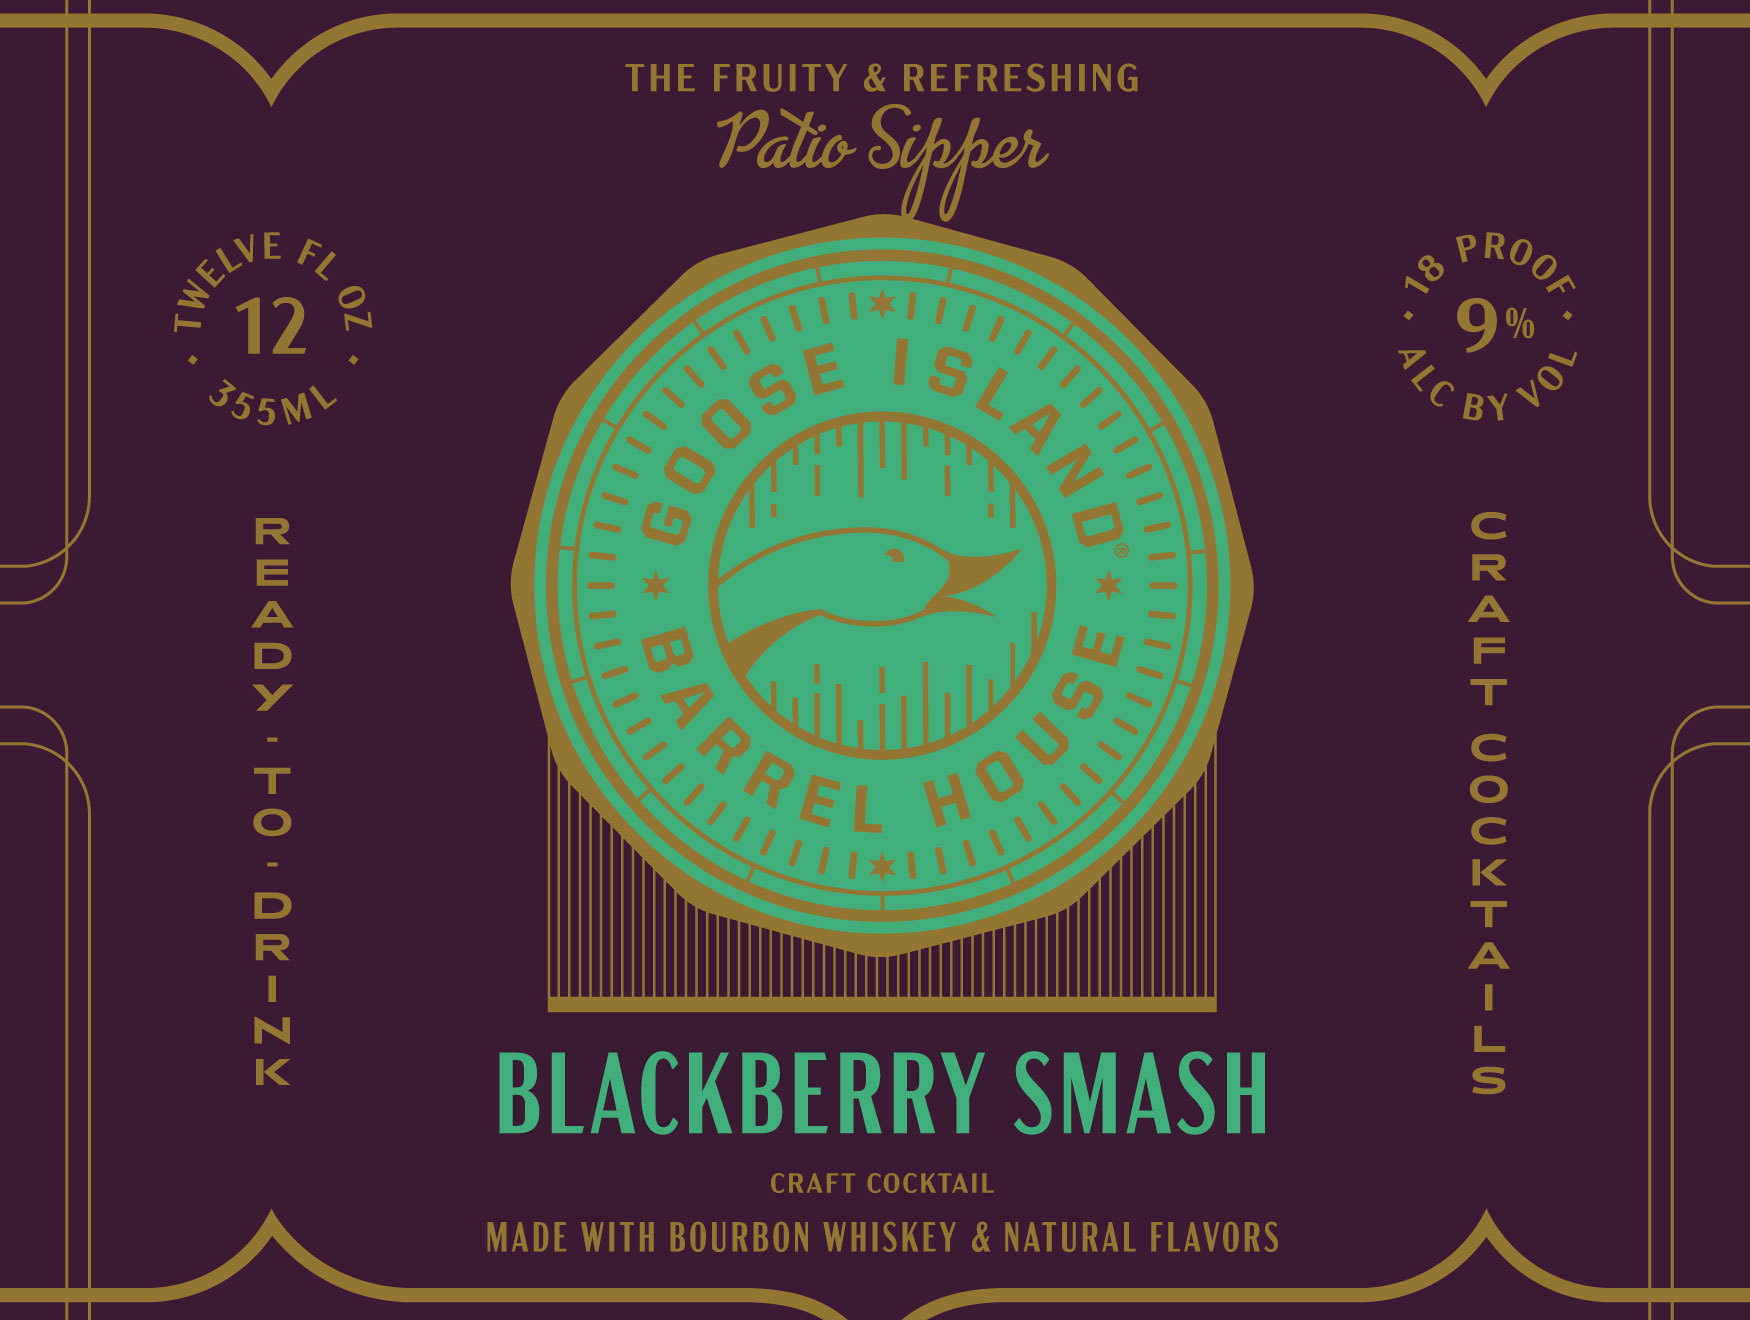 THE FRUITY & REFRESHING
Patio Sipper
TWELVE FL OZ
12
355ML
18 PROOF
9%
ALC BY VOL
GOOSE ISLAND®
BARREL HOUSE
READY-TO-DRINK
CRAFT COCKTAILS
BLACKBERRY SMASH
CRAFT COCKTAIL
MADE WITH BOURBON WHISKEY & NATURAL FLAVORS